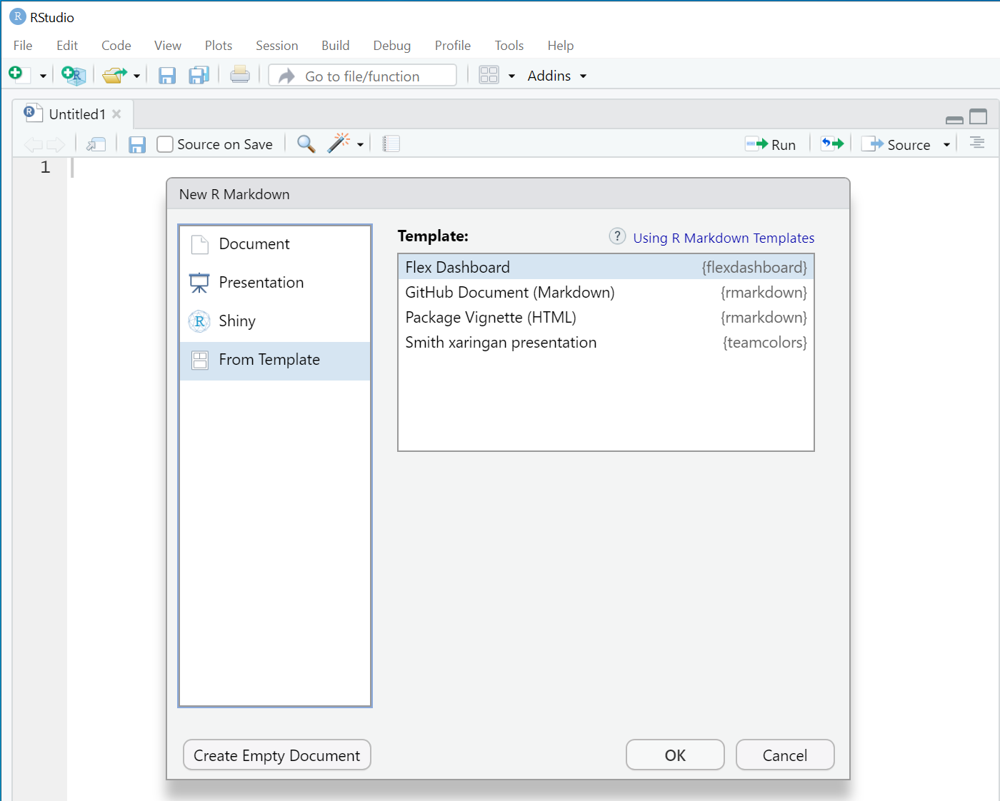 R RStudio
File Edit Code View Plots Session Build Debug Profile Tools Help
R Go to file/function Addins
R Untitled1
Source on Save Run Source
1
New R Markdown
Document
Presentation
R Shiny
From Template
Template: ? Using R Markdown Templates
Flex Dashboard {flexdashboard}
GitHub Document (Markdown) {rmarkdown}
Package Vignette (HTML) {rmarkdown}
Smith xaringan presentation {teamcolors}
Create Empty Document OK Cancel